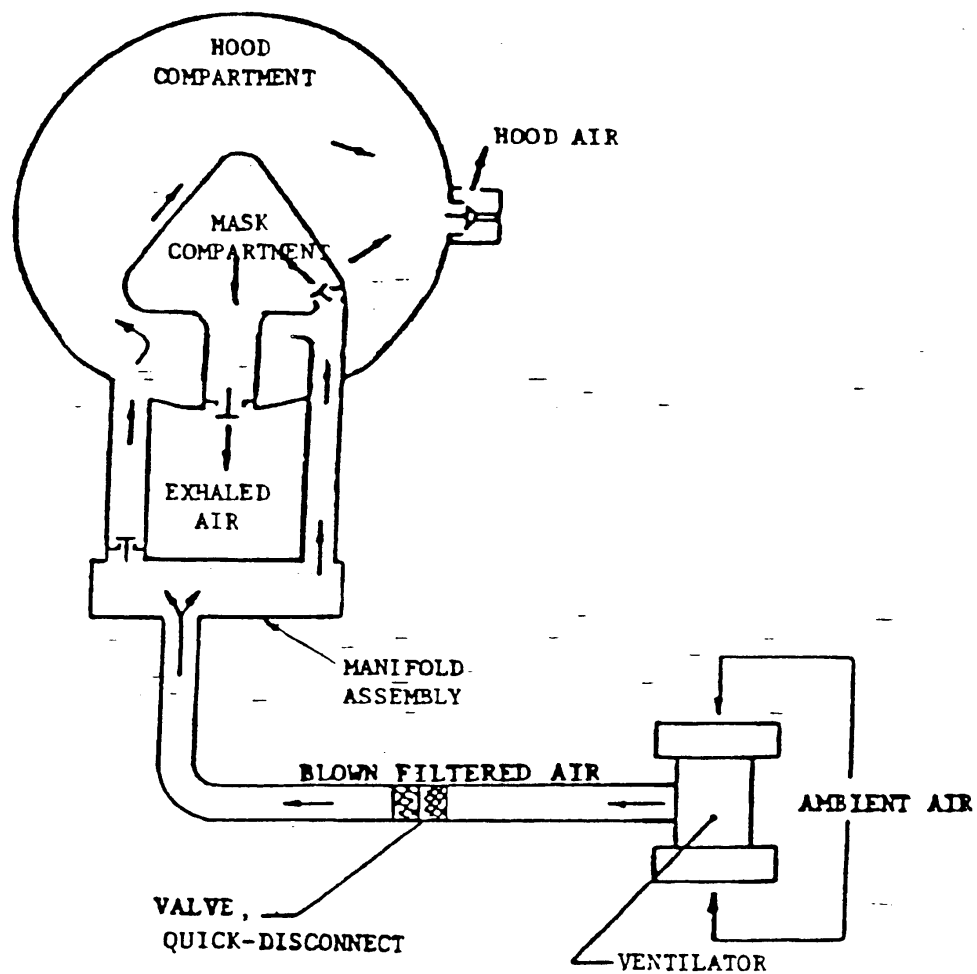 HOOD
COMPARTMENT
HOOD AIR
MASK
COMPARTMENT
EXHALED
AIR
MANIFOLD
ASSEMBLY
BLOWN FILTERED AIR
AMBIENT AIR
VALVE,
QUICK-DISCONNECT
VENTILATOR